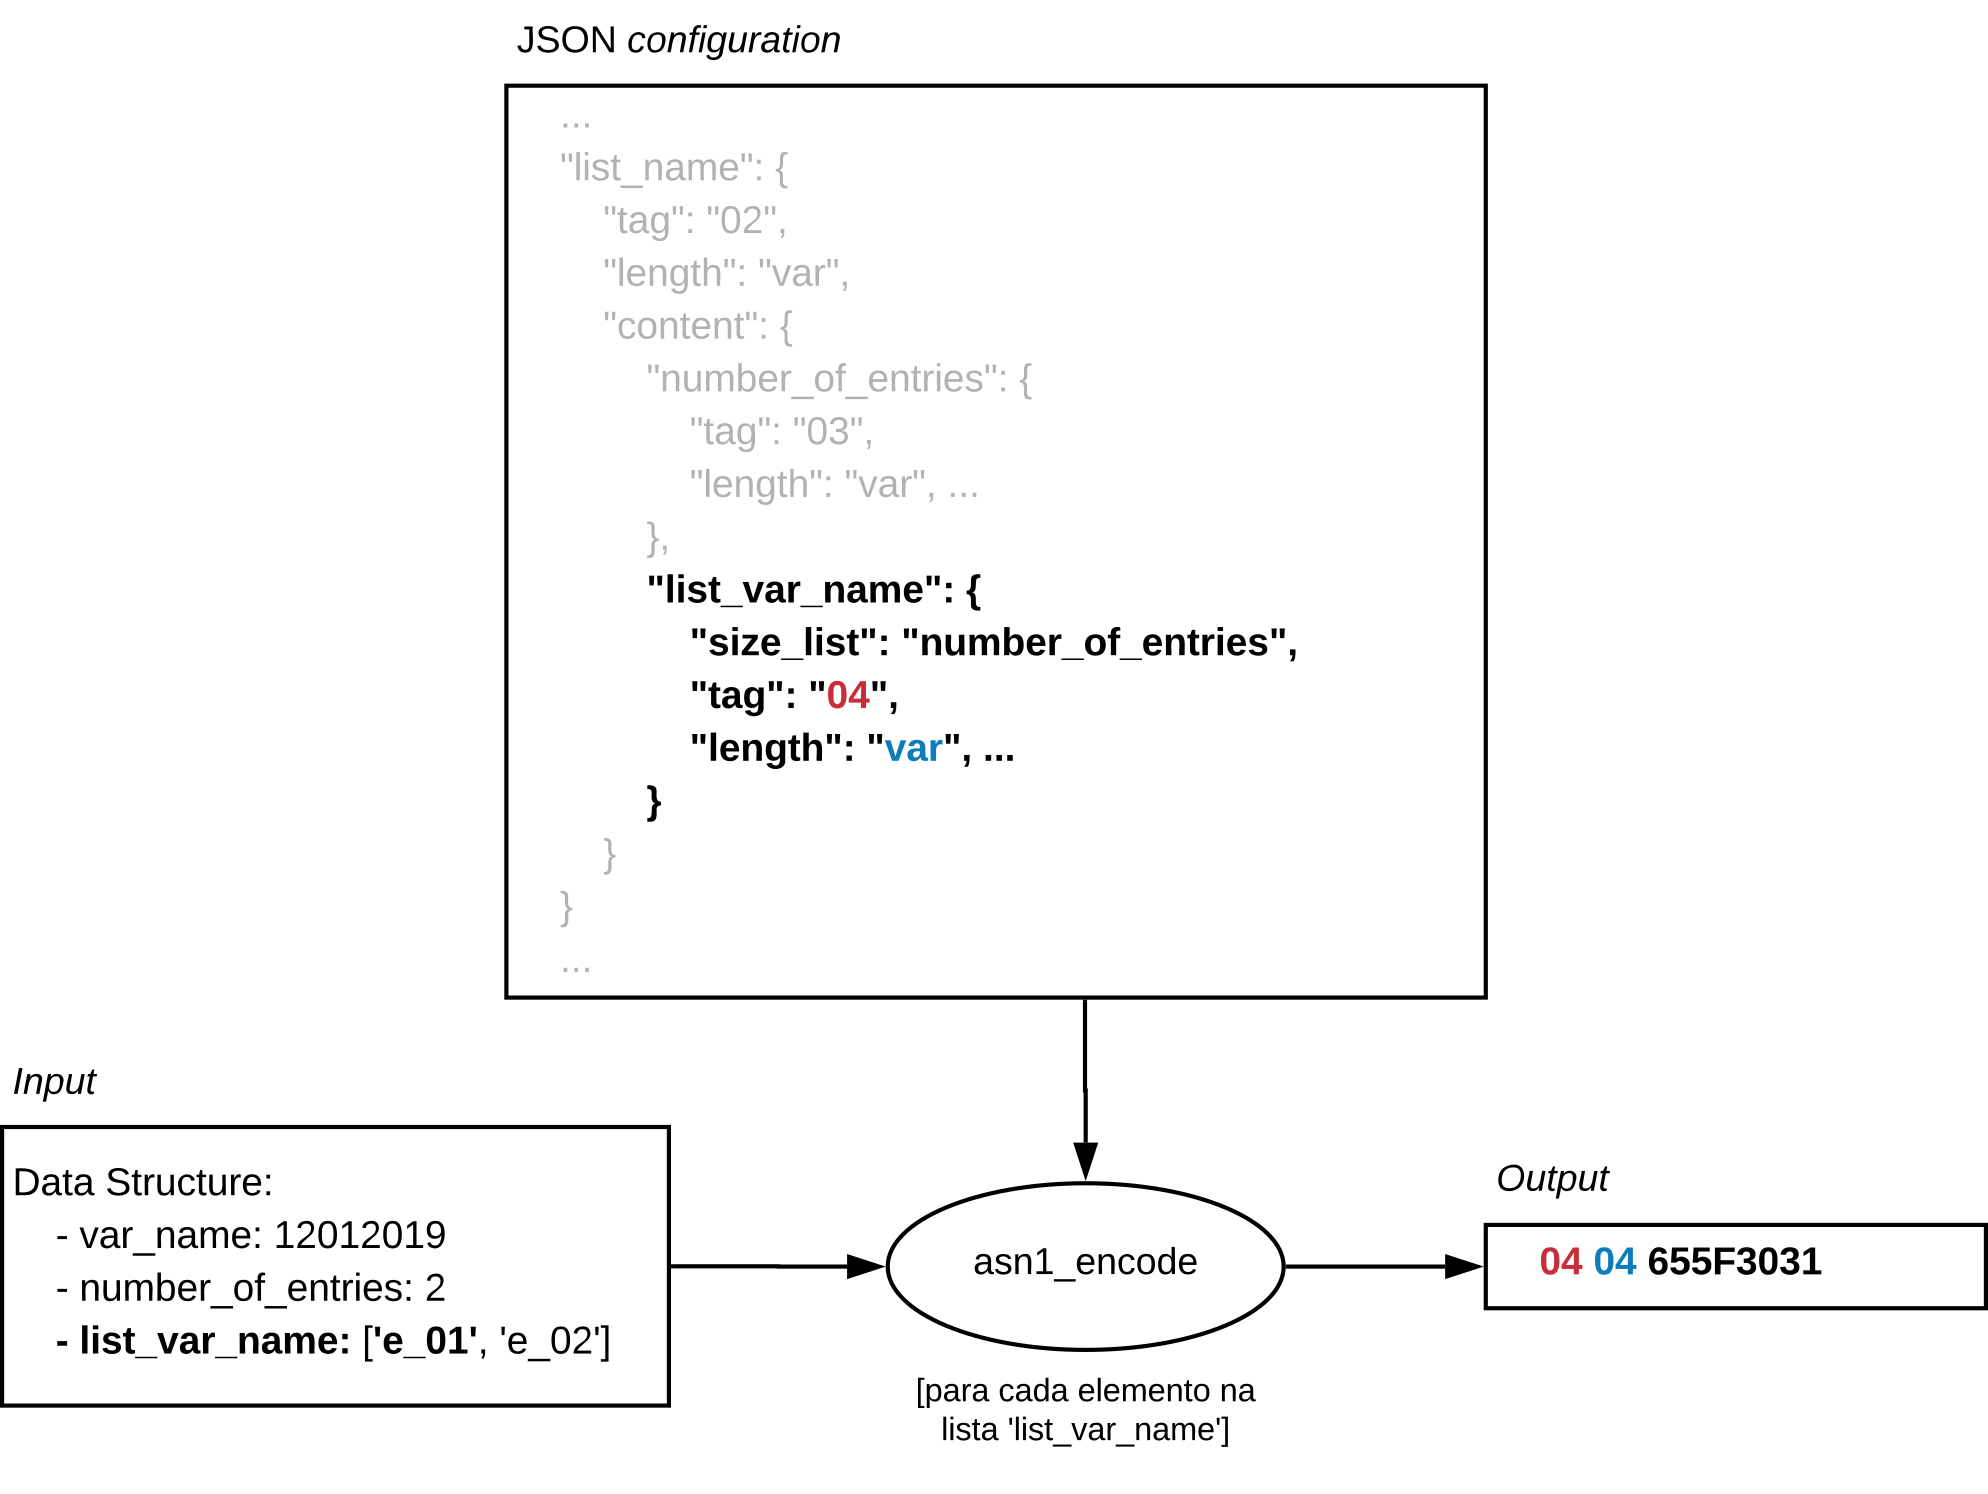 JSON configuration
...
"list_name": {
"tag": "02",
"length": "var",
"content": {
"number_of_entries": {
"tag": "03",
"length": "var", ...
},
"list_var_name": {
"size_list": "number_of_entries",
"tag": "04",
"length": "var", ...
}
}
}
...
Input
Data Structure:
- var_name: 12012019
- number_of_entries: 2
- list_var_name: ['e_01', 'e_02']
asn1_encode
[para cada elemento na
lista 'list_var_name']
Output
04 04 655F3031